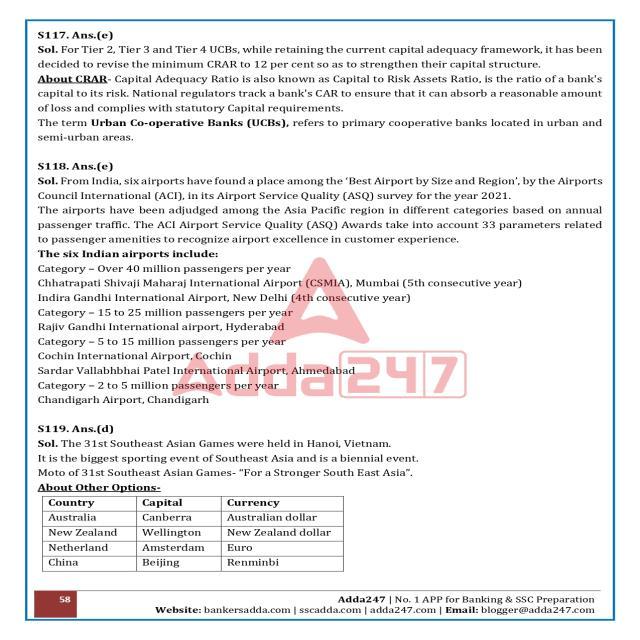 S117. Ans.(e)
Sol. For Tier 2, Tier 3 and Tier 4 UCBs, while retaining the current capital adequacy framework, it has been
decided to revise the minimum CRAR to 12 per cent so as to strengthen their capital structure.
About CRAR- Capital Adequacy Ratio is also known as Capital to Risk Assets Ratio, is the ratio of a bank's
capital to its risk. National regulators track a bank's CAR to ensure that it can absorb a reasonable amount
of loss and complies with statutory Capital requirements.
The term Urban Co-operative Banks (UCBs), refers to primary cooperative banks located in urban and
semi-urban areas.
S118. Ans.(e)
Sol. From India, six airports have found a place among the 'Best Airport by Size and Region', by the Airports
Council International (ACI), in its Airport Service Quality (ASQ) survey for the year 2021.
The airports have been adjudged among the Asia Pacific region in different categories based on annual
passenger traffic. The ACI Airport Service Quality (ASQ) Awards take into account 33 parameters related
to passenger amenities to recognize airport excellence in customer experience.
The six Indian airports include:
Category – Over 40 million passengers per year
Chhatrapati Shivaji Maharaj International Airport (CSMIA), Mumbai (5th consecutive year)
Indira Gandhi International Airport, New Delhi (4th consecutive year)
Category – 15 to 25 million passengers per year
Rajiv Gandhi International airport, Hyderabad
Category – 5 to 15 million passengers per year
Cochin International Airport, Cochin
Sardar Vallabhbhai Patel International Airport, Ahmedabad
Category – 2 to 5 million passengers per year
Chandigarh Airport, Chandigarh
Adda247
S119. Ans.(d)
Sol. The 31st Southeast Asian Games were held in Hanoi, Vietnam.
It is the biggest sporting event of Southeast Asia and is a biennial event.
Moto of 31st Southeast Asian Games- "For a Stronger South East Asia".
About Other Options-
Country Capital Currency
Australia Canberra Australian dollar
New Zealand Wellington New Zealand dollar
Netherland Amsterdam Euro
China Beijing Renminbi
58 Adda247 | No. 1 APP for Banking & SSC Preparation
Website: bankersadda.com | sscadda.com | adda247.com | Email: blogger@adda247.com